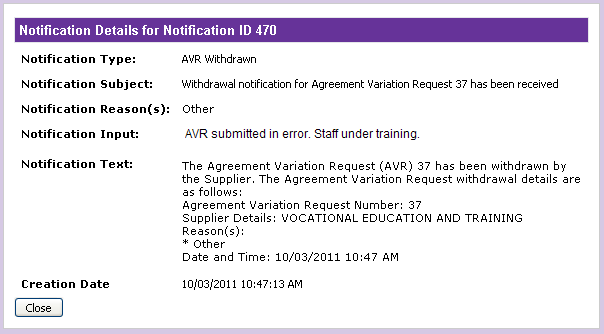 Notification Details for Notification ID 470
Notification Type: AVR Withdrawn
Notification Subject: Withdrawal notification for Agreement Variation Request 37 has been received
Notification Reason(s): Other
Notification Input: AVR submitted in error. Staff under training.
Notification Text: The Agreement Variation Request (AVR) 37 has been withdrawn by
the Supplier. The Agreement Variation Request withdrawal details are
as follows:
Agreement Variation Request Number: 37
Supplier Details: VOCATIONAL EDUCATION AND TRAINING
Reason(s):
* Other
Date and Time: 10/03/2011 10:47 AM
Creation Date 10/03/2011 10:47:13 AM
Close